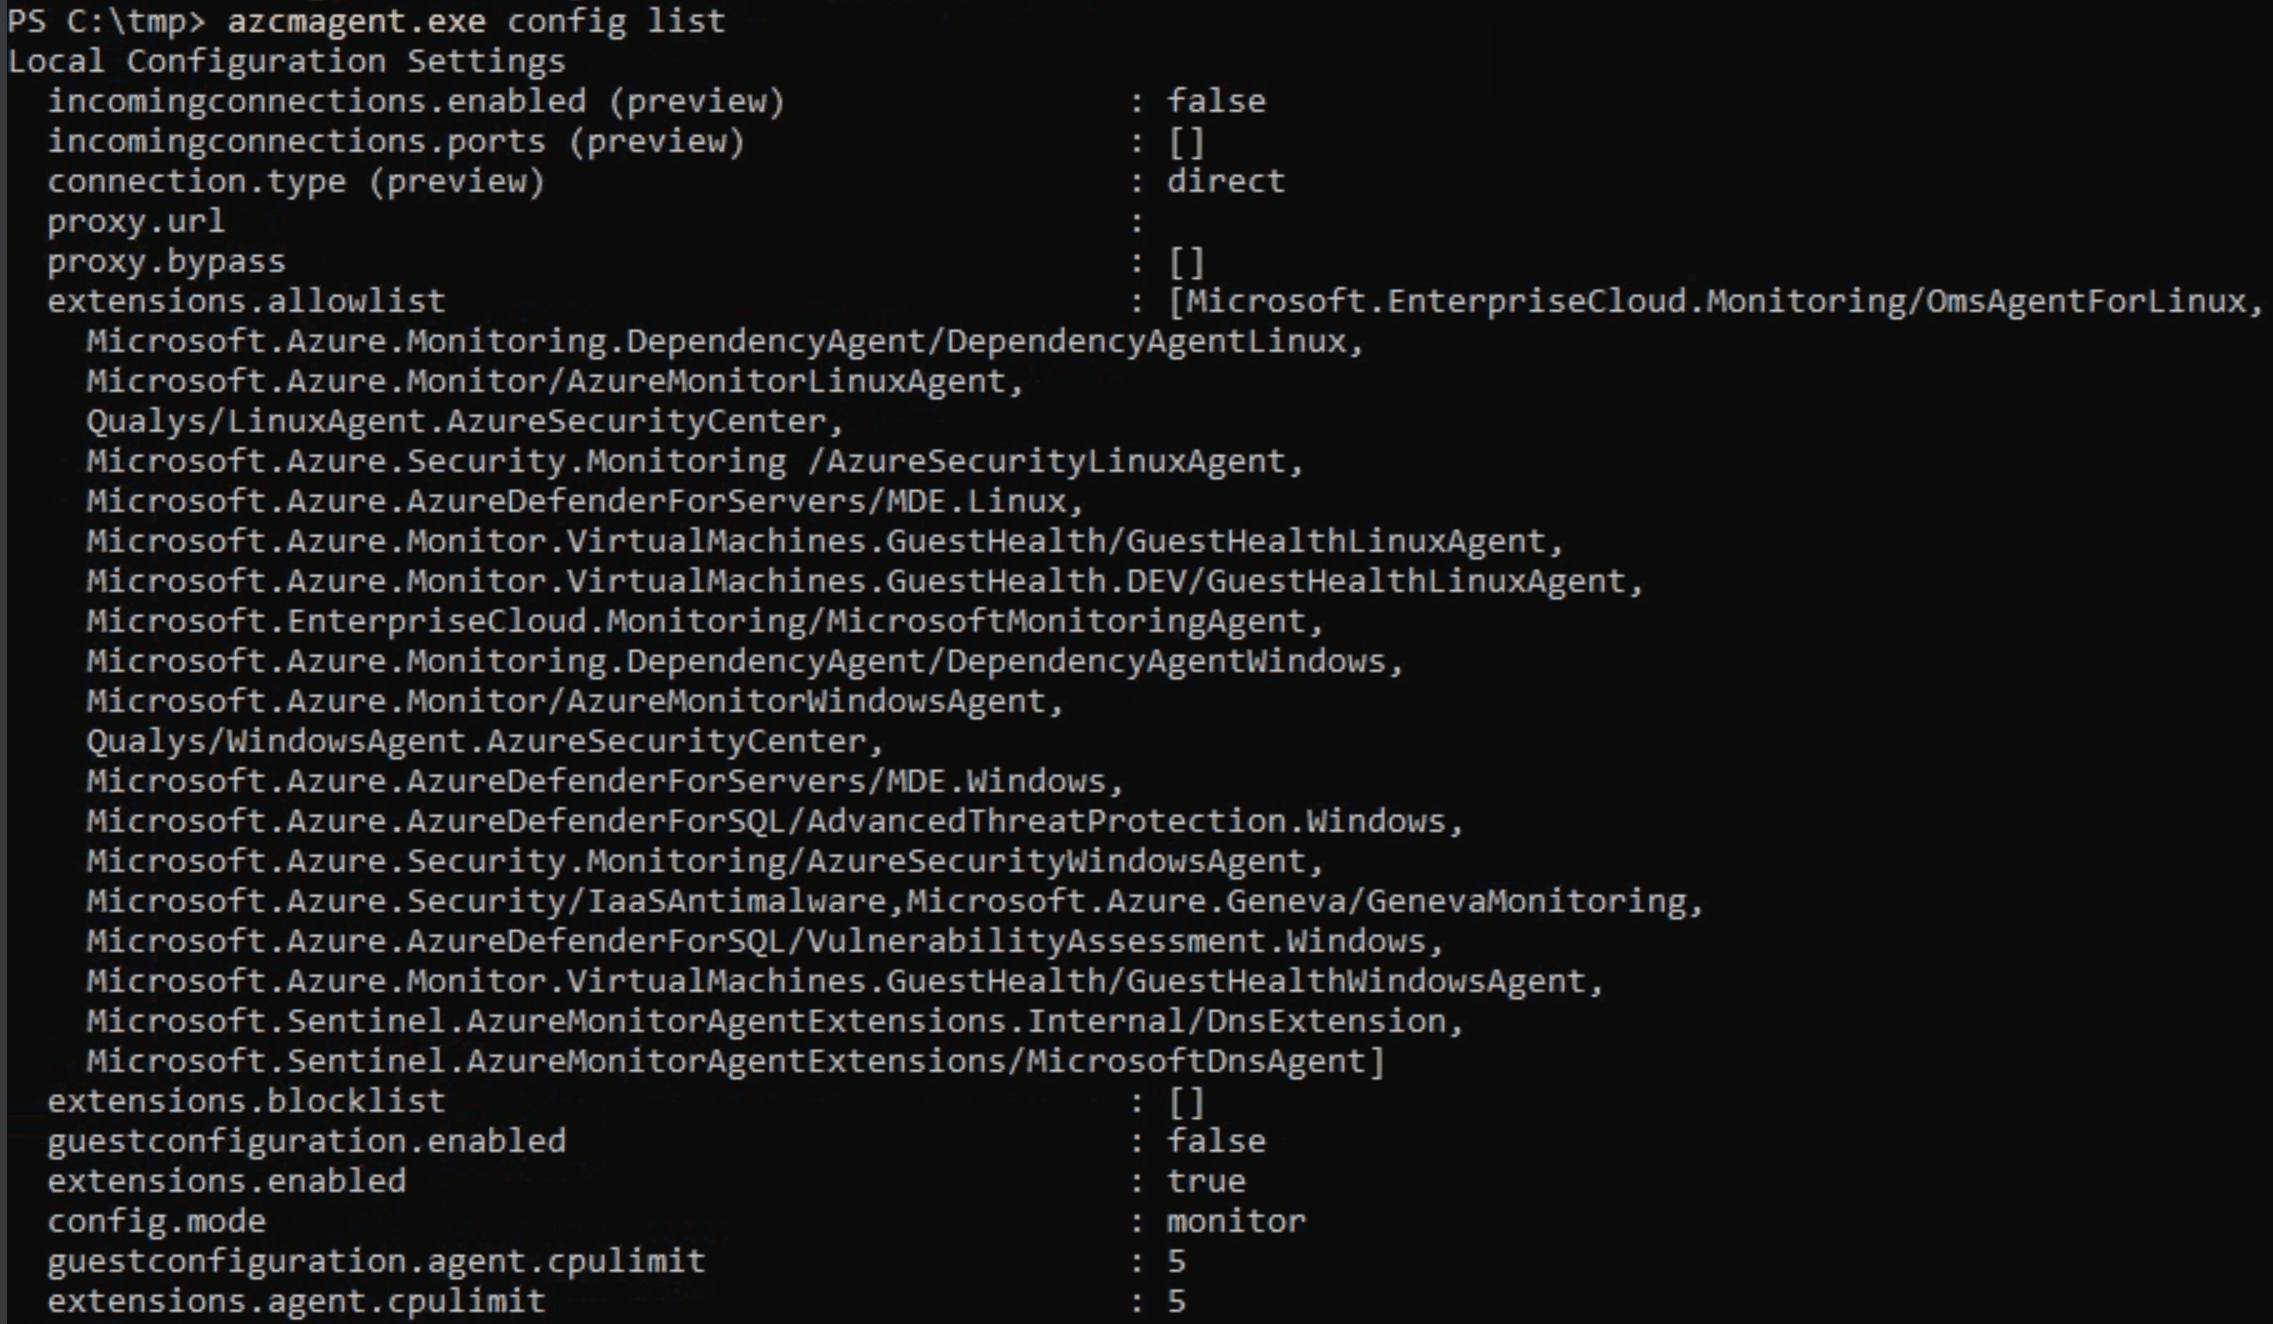 PS C:\tmp> azcmagent.exe config list
Local Configuration Settings
incomingconnections.enabled (preview) : false
incomingconnections.ports (preview) : []
connection.type (preview) : direct
proxy.url :
proxy.bypass : []
extensions.allowlist : [Microsoft.EnterpriseCloud.Monitoring/OmsAgentForLinux,
Microsoft.Azure.Monitoring.DependencyAgent/DependencyAgentLinux,
Microsoft.Azure.Monitor/AzureMonitorLinuxAgent,
Qualys/LinuxAgent.AzureSecurityCenter,
Microsoft.Azure.Security.Monitoring /AzureSecurityLinuxAgent,
Microsoft.Azure.AzureDefenderForServers/MDE.Linux,
Microsoft.Azure.Monitor.VirtualMachines.GuestHealth/GuestHealthLinuxAgent,
Microsoft.Azure.Monitor.VirtualMachines.GuestHealth.DEV/GuestHealthLinuxAgent,
Microsoft.EnterpriseCloud.Monitoring/MicrosoftMonitoringAgent,
Microsoft.Azure.Monitoring.DependencyAgent/DependencyAgentWindows,
Microsoft.Azure.Monitor/AzureMonitorWindowsAgent,
Qualys/WindowsAgent.AzureSecurityCenter,
Microsoft.Azure.AzureDefenderForServers/MDE.Windows,
Microsoft.Azure.AzureDefenderForSQL/AdvancedThreatProtection.Windows,
Microsoft.Azure.Security.Monitoring/AzureSecurityWindowsAgent,
Microsoft.Azure.Security/IaaSAntimalware,Microsoft.Azure.Geneva/GenevaMonitoring,
Microsoft.Azure.AzureDefenderForSQL/VulnerabilityAssessment.Windows,
Microsoft.Azure.Monitor.VirtualMachines.GuestHealth/GuestHealthWindowsAgent,
Microsoft.Sentinel.AzureMonitorAgentExtensions.Internal/DnsExtension,
Microsoft.Sentinel.AzureMonitorAgentExtensions/MicrosoftDnsAgent]
extensions.blocklist : []
guestconfiguration.enabled : false
extensions.enabled : true
config.mode : monitor
guestconfiguration.agent.cpulimit : 5
extensions.agent.cpulimit : 5